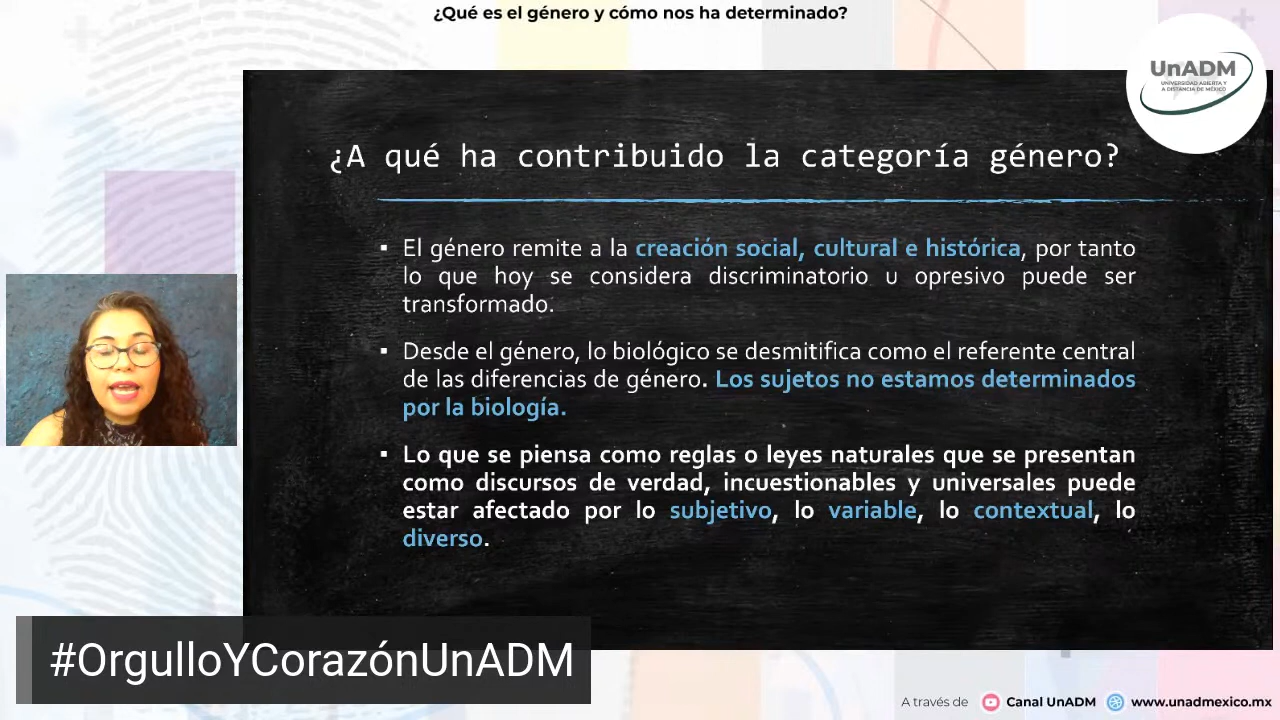 ¿Qué es el género y cómo nos ha determinado?
UnADM
UNIVERSIDAD ABIERTA Y
A DISTANCIA DE MÉXICO
¿A qué ha contribuido la categoría género?
▪ El género remite a la creación social, cultural e histórica, por tanto
lo que hoy se considera discriminatorio u opresivo puede ser
transformado.
▪ Desde el género, lo biológico se desmitifica como el referente central
de las diferencias de género. Los sujetos no estamos determinados
por la biología.
▪ Lo que se piensa como reglas o leyes naturales que se presentan
como discursos de verdad, incuestionables y universales puede
estar afectado por lo subjetivo, lo variable, lo contextual, lo
diverso.
#OrgulloYCorazónUnADM
A través de Canal UnADM www.unadmexico.mx